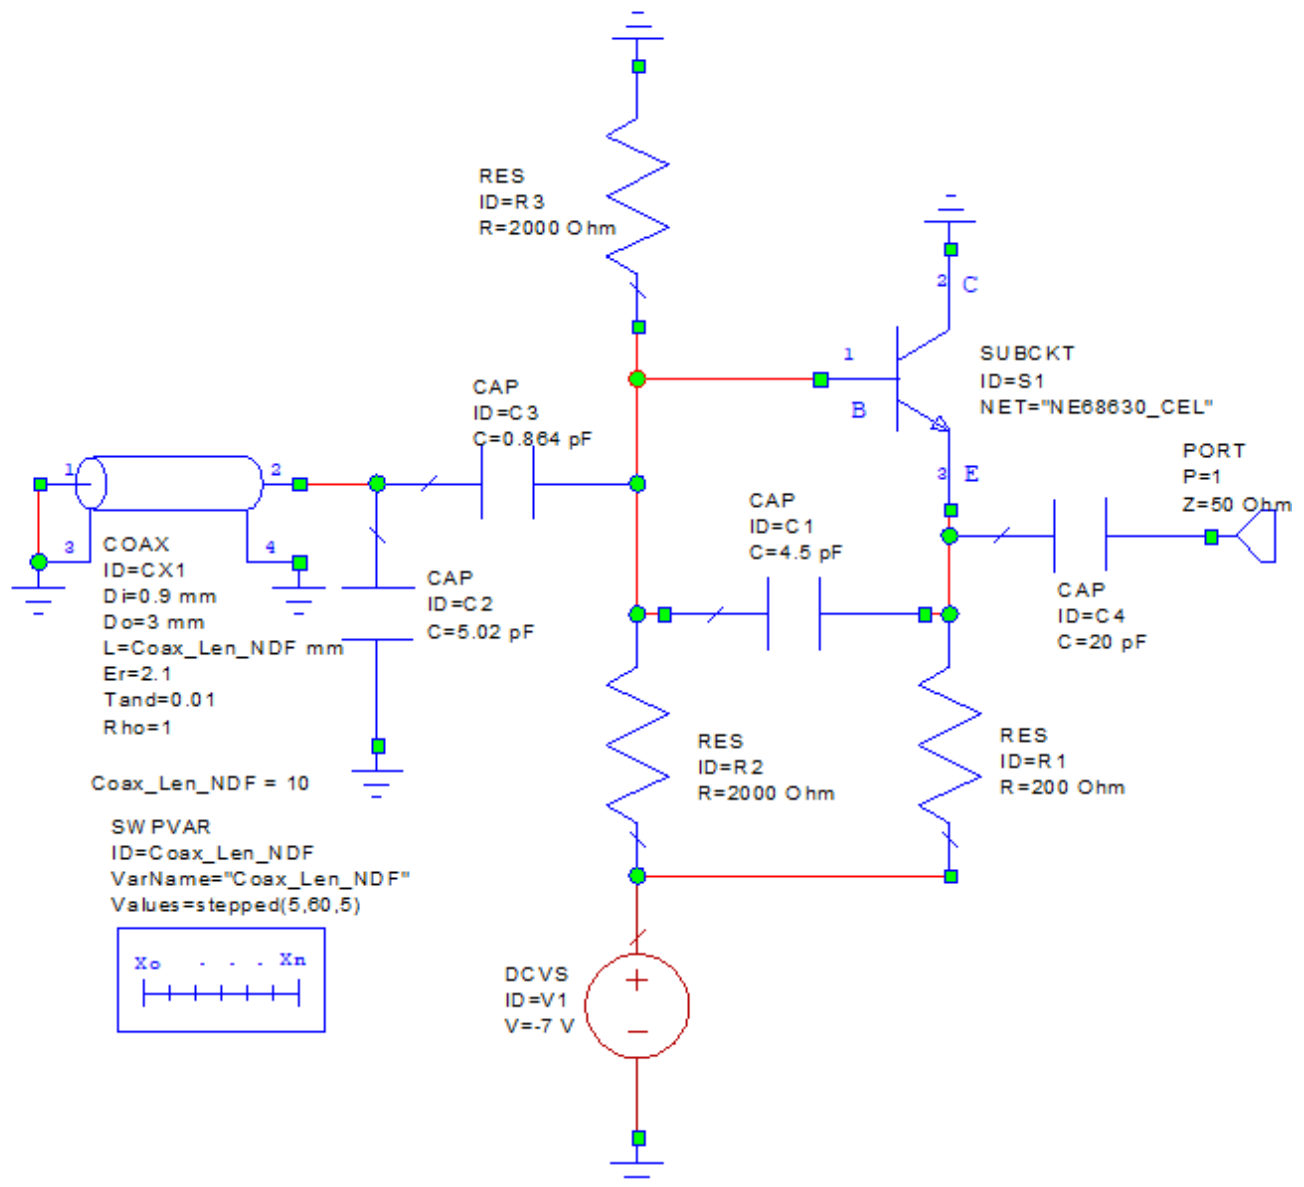 RES
ID=R3
R=2000 Ohm
2
C
1
B
SUBCKT
ID=S1
NET="NE68630_CEL"
3
E
CAP
ID=C3
C=0.864 pF
PORT
P=1
Z=50 Ohm
1
2
3
4
COAX
ID=CX1
Di=0.9 mm
Do=3 mm
L=Coax_Len_NDF mm
Er=2.1
Tand=0.01
Rho=1
CAP
ID=C2
C=5.02 pF
CAP
ID=C1
C=4.5 pF
CAP
ID=C4
C=20 pF
RES
ID=R2
R=2000 Ohm
RES
ID=R1
R=200 Ohm
Coax_Len_NDF = 10
SWPVAR
ID=Coax_Len_NDF
VarName="Coax_Len_NDF"
Values=stepped(5,60,5)
Xo . . . Xn
DCVS
ID=V1
V=-7 V